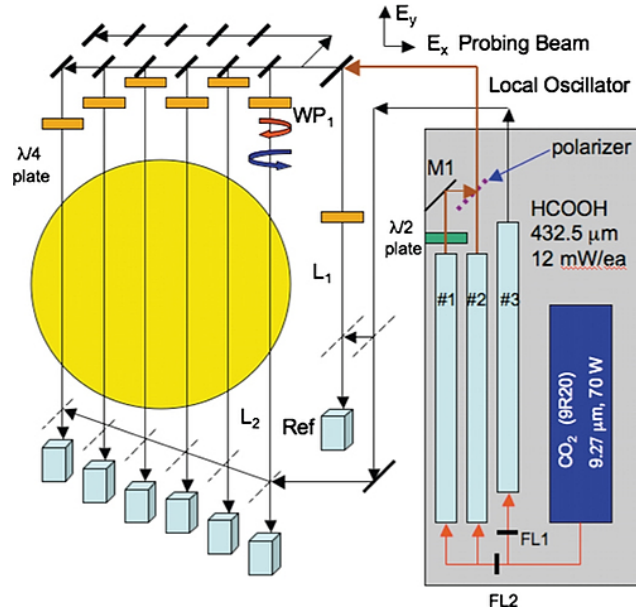 E_y
E_x Probing Beam
Local Oscillator
WP_1
λ/4
plate
polarizer
M1
HCOOH
432.5 μm
12 mW/ea
λ/2
plate
L_1
#1
#2
#3
CO_2 (9R20)
9.27 μm, 70 W
L_2
Ref
FL1
FL2